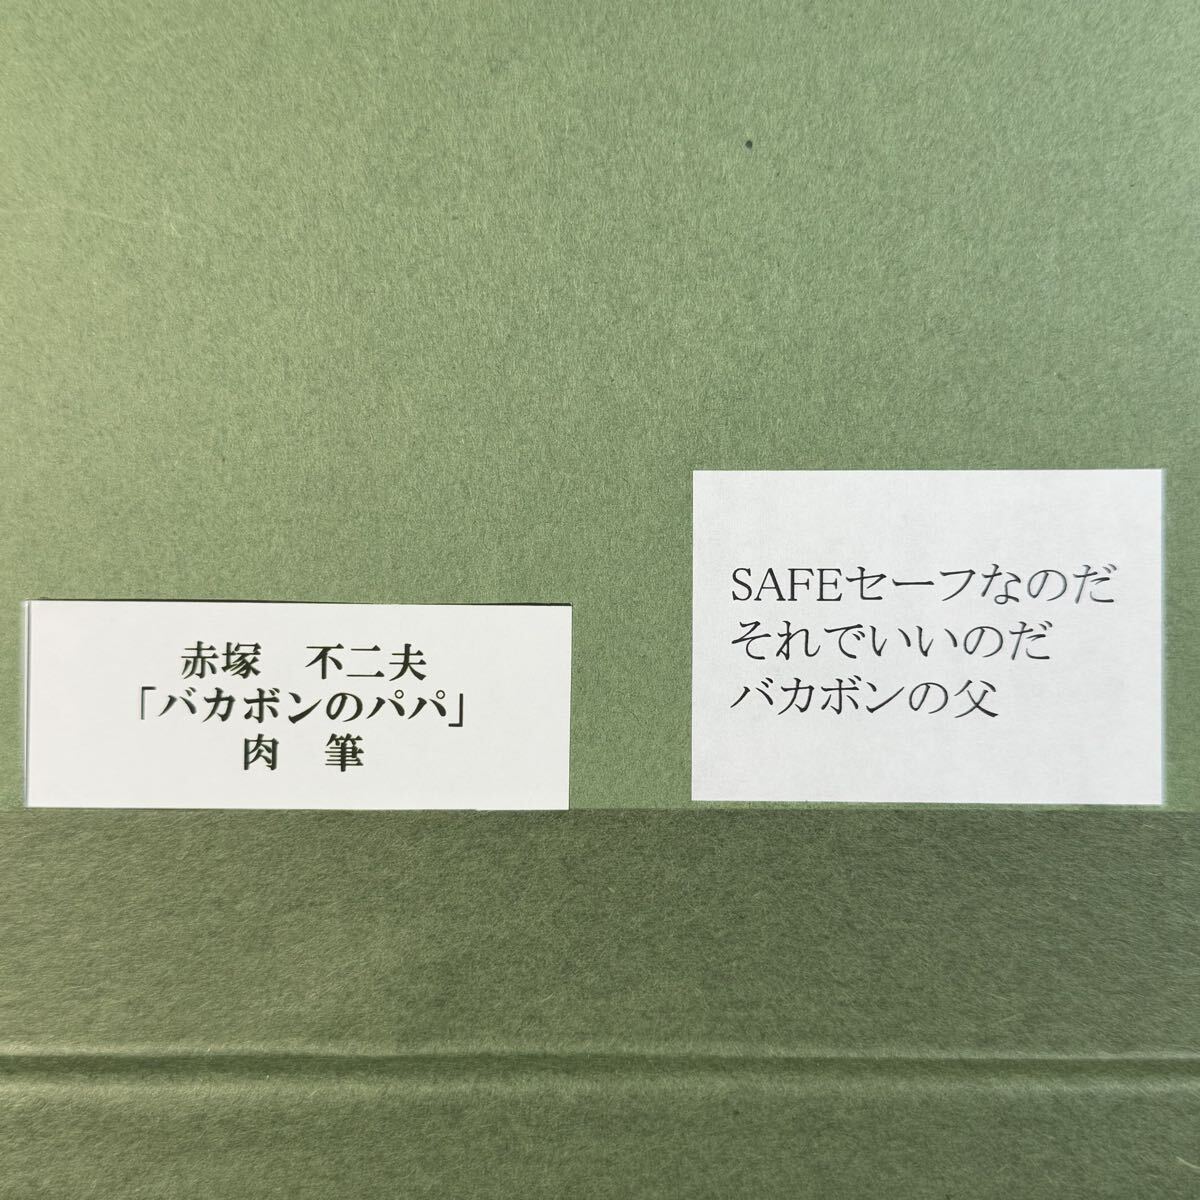 赤塚　不二夫
「バカボンのパパ」
肉　筆
SAFEセーフなのだ
それでいいのだ
バカボンの父